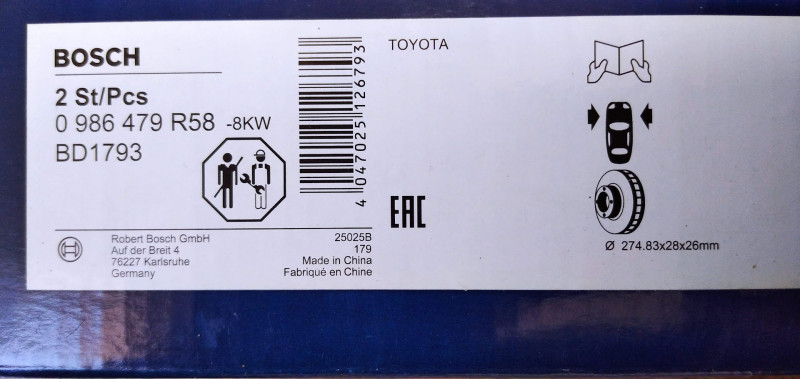 BOSCH
2 St/Pcs
0 986 479 R58 -8KW
BD1793
4 047025 126793
TOYOTA
EAC
Robert Bosch GmbH
Auf der Breit 4
76227 Karlsruhe
Germany
25025B
179
Made in China
Fabriqué en Chine
Ø 274.83x28x26mm